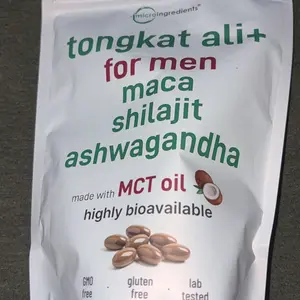 microingredients
tongkat ali+
for men
maca
shilajit
ashwagandha
made with MCT oil
highly bioavailable
GMO gluten lab
free · free · tested